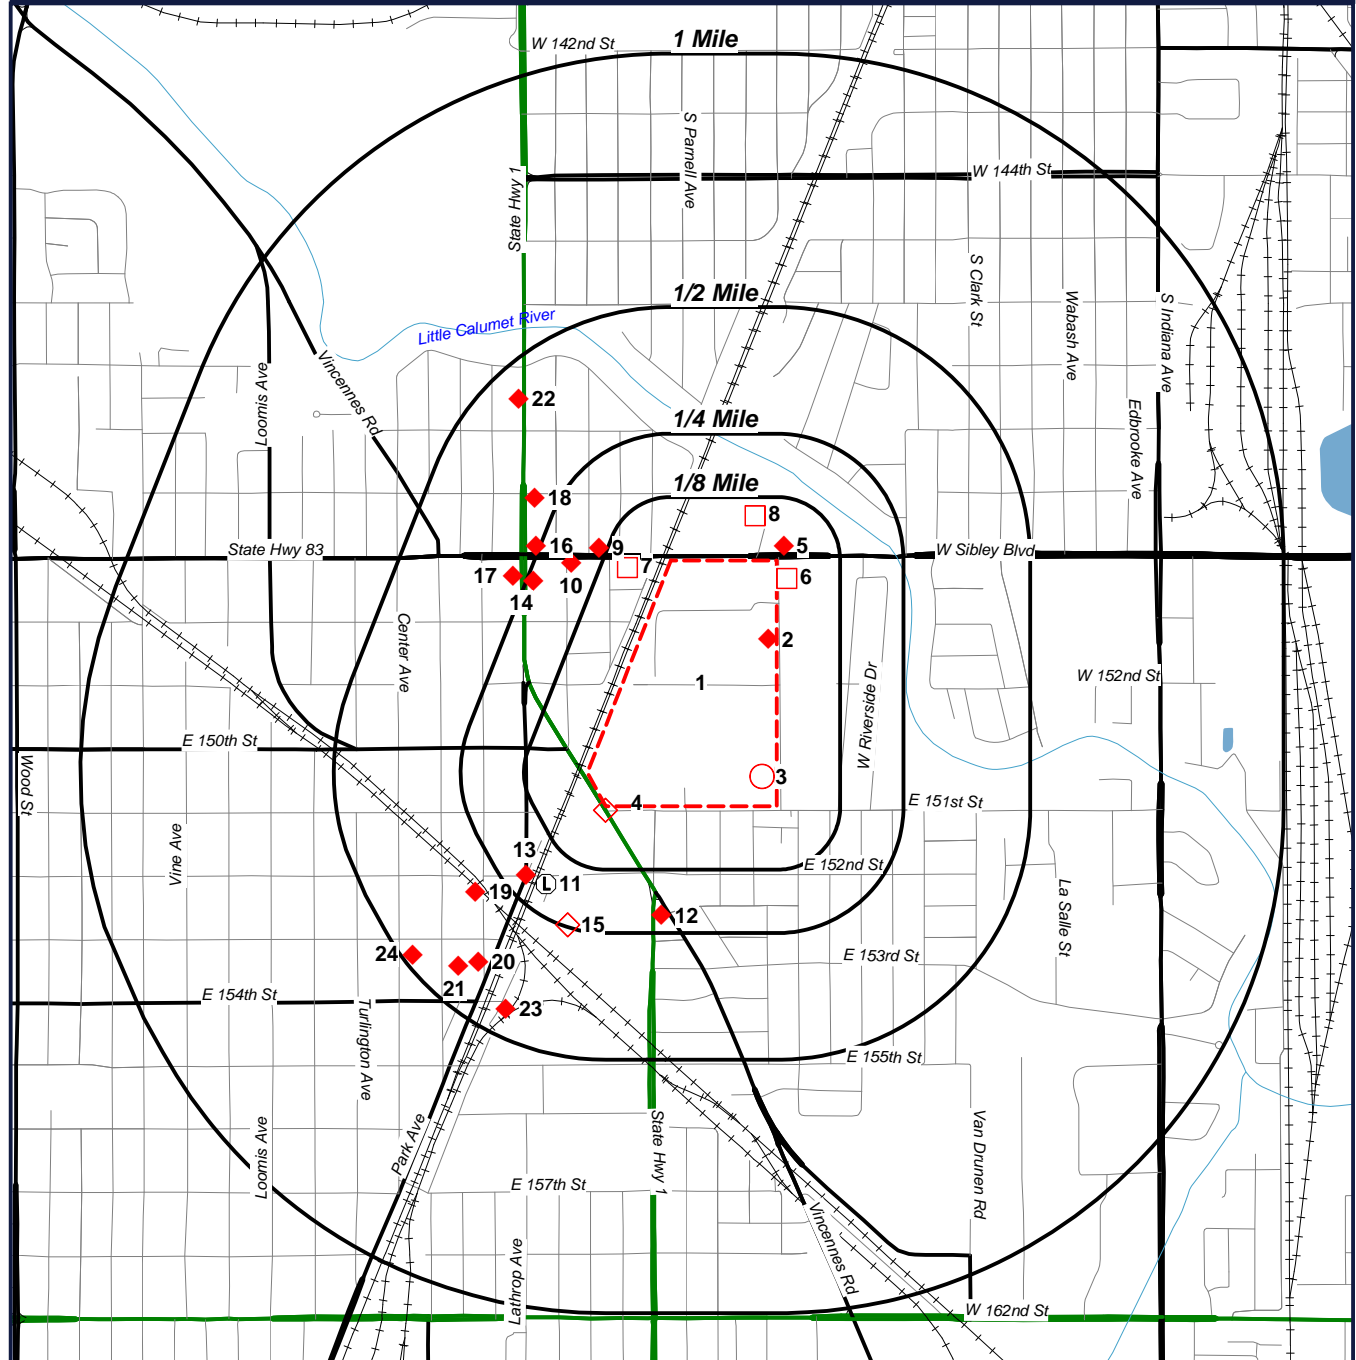 1 Mile
W 142nd St
S Parnell Ave
W 144th St
State Hwy 1
S Clark St
1/2 Mile
Wabash Ave
S Indiana Ave
Little Calumet River
Loomis Ave
Vincennes Rd
22
1/4 Mile
Edbrooke Ave
1/8 Mile
18
8
State Hwy 83
16
9
5
W Sibley Blvd
17
10
7
6
14
Center Ave
2
1
W Riverside Dr
W 152nd St
E 150th St
Wood St
3
4
E 151st St
Vine Ave
13
E 152nd St
L
11
19
12
La Salle St
15
24
20
E 153rd St
21
E 154th St
23
Turlington Ave
E 155th St
Loomis Ave
Park Ave
State Hwy 1
Van Drunen Rd
E 157th St
Vincennes Rd
Lathrop Ave
W 162nd St